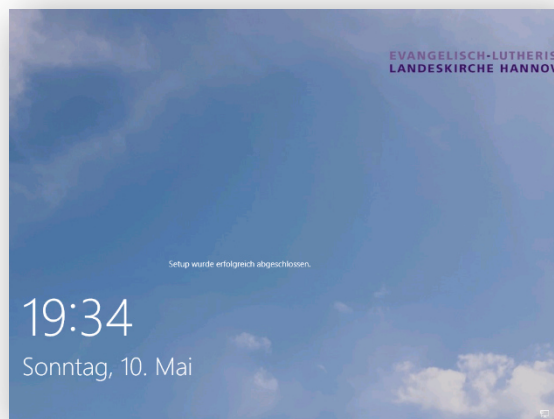 EVANGELISCH-LUTHERIS
LANDESKIRCHE HANNOV
Setup wurde erfolgreich abgeschlossen.
19:34
Sonntag, 10. Mai